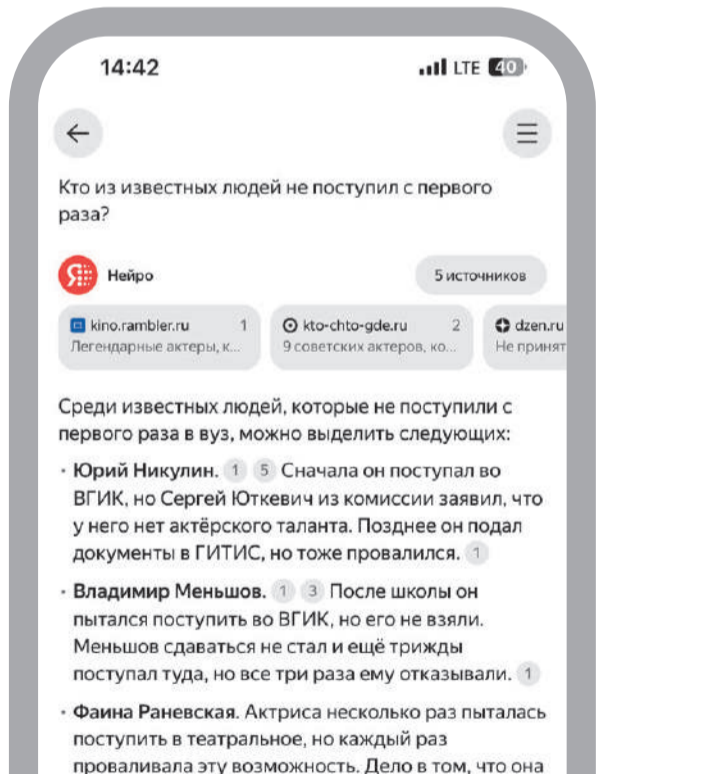 14:42 LTE 40
Кто из известных людей не поступил с первого
раза?
Нейро 5 источников
kino.rambler.ru 1 kto-chto-gde.ru 2 dzen.ru
Легендарные актеры, к... 9 советских актеров, ко... Не принят
Среди известных людей, которые не поступили с
первого раза в вуз, можно выделить следующих:
· Юрий Никулин. 1 5 Сначала он поступал во
ВГИК, но Сергей Юткевич из комиссии заявил, что
у него нет актёрского таланта. Позднее он подал
документы в ГИТИС, но тоже провалился. 1
· Владимир Меньшов. 1 3 После школы он
пытался поступить во ВГИК, но его не взяли.
Меньшов сдаваться не стал и ещё трижды
поступал туда, но все три раза ему отказывали. 1
· Фаина Раневская. Актриса несколько раз пыталась
поступить в театральное, но каждый раз
проваливала эту возможность. Дело в том, что она